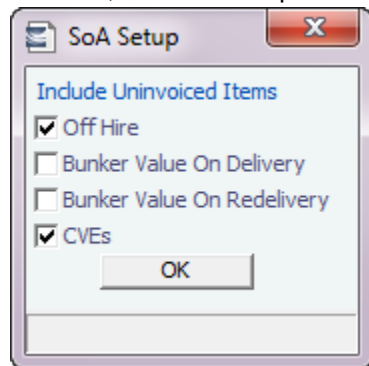 SoA Setup
Include Uninvoiced Items
Off Hire
Bunker Value On Delivery
Bunker Value On Redelivery
CVEs
OK